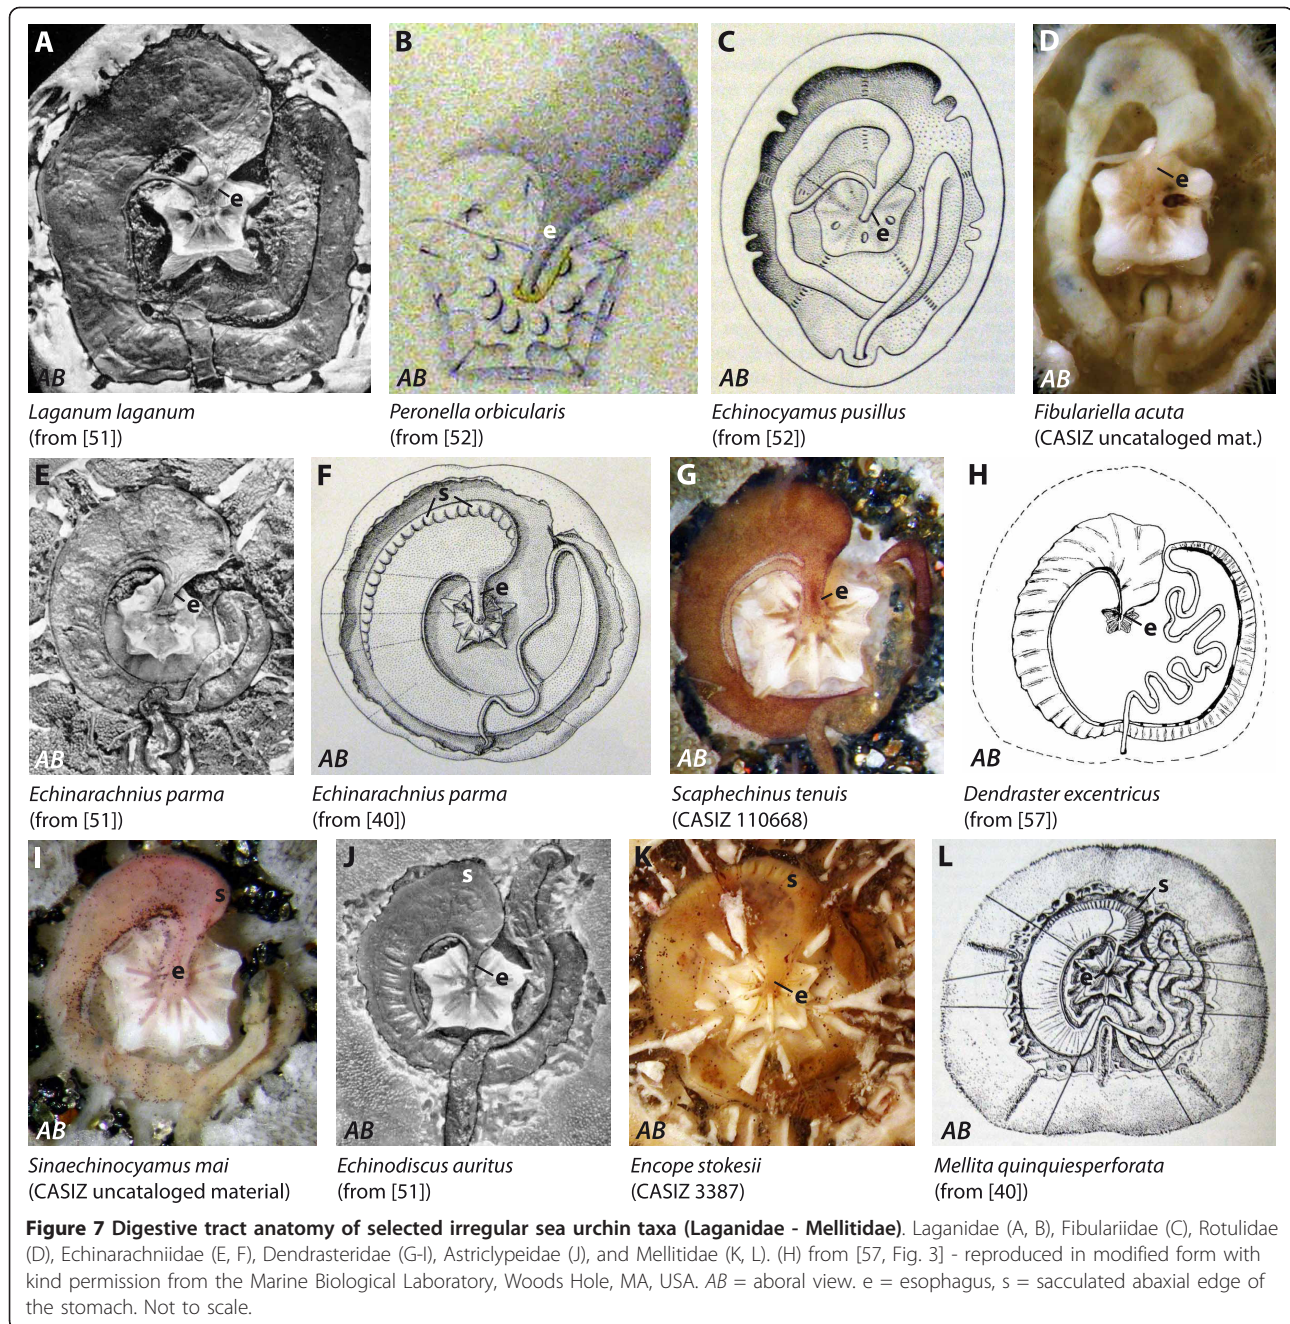 A
e
AB
Laganum laganum
(from [51])
B
e
AB
Peronella orbicularis
(from [52])
C
e
AB
Echinocyamus pusillus
(from [52])
D
e
AB
Fibulariella acuta
(CASIZ uncataloged mat.)
E
e
AB
Echinarachnius parma
(from [51])
F
s
e
AB
Echinarachnius parma
(from [40])
G
e
AB
Scaphechinus tenuis
(CASIZ 110668)
H
e
AB
Dendraster excentricus
(from [57])
I
s
e
AB
Sinaechinocyamus mai
(CASIZ uncataloged material)
J
s
e
AB
Echinodiscus auritus
(from [51])
K
s
e
AB
Encope stokesii
(CASIZ 3387)
L
s
e
AB
Mellita quinquiesperforata
(from [40])
Figure 7 Digestive tract anatomy of selected irregular sea urchin taxa (Laganidae - Mellitidae). Laganidae (A, B), Fibulariidae (C), Rotulidae
(D), Echinarachniidae (E, F), Dendrasteridae (G-I), Astriclypeidae (J), and Mellitidae (K, L). (H) from [57, Fig. 3] - reproduced in modified form with
kind permission from the Marine Biological Laboratory, Woods Hole, MA, USA. AB = aboral view. e = esophagus, s = sacculated abaxial edge of
the stomach. Not to scale.